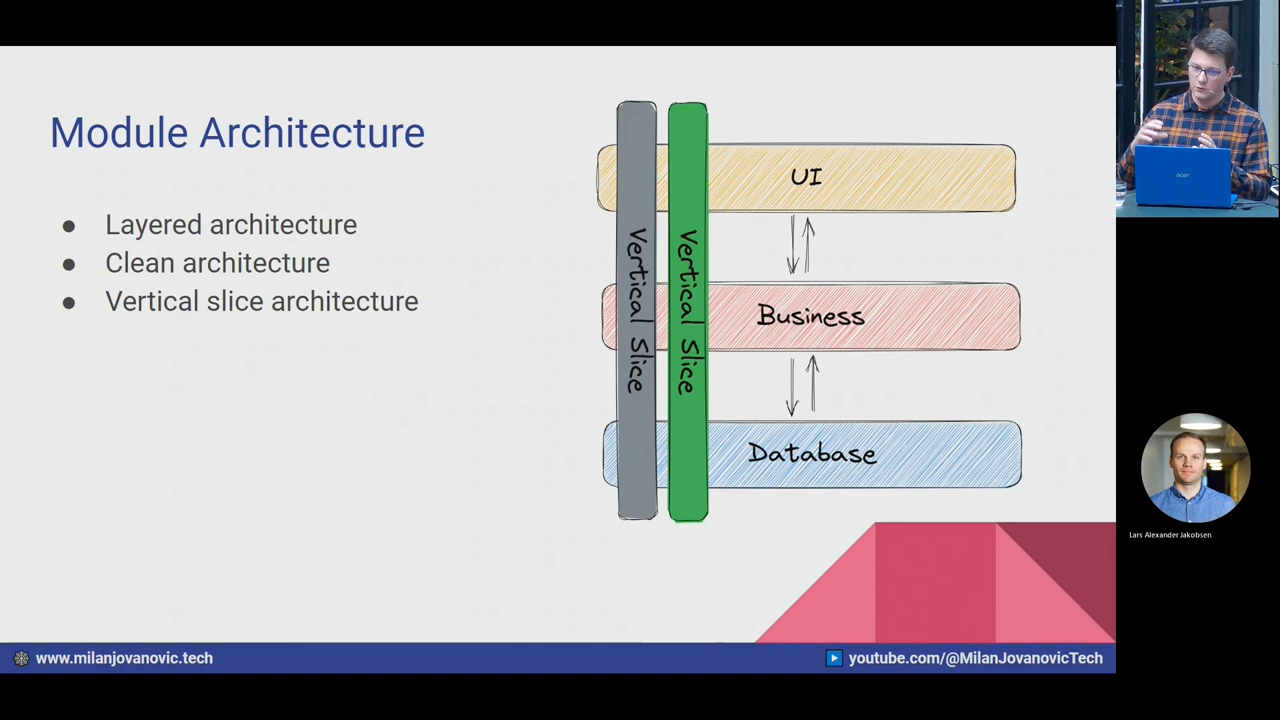 Module Architecture
Layered architecture
Clean architecture
Vertical slice architecture
Vertical Slice
Vertical Slice
UI
Business
Database
www.milanjovanovic.tech
youtube.com/@MilanJovanovicTech
acer
Lars Alexander Jakobsen